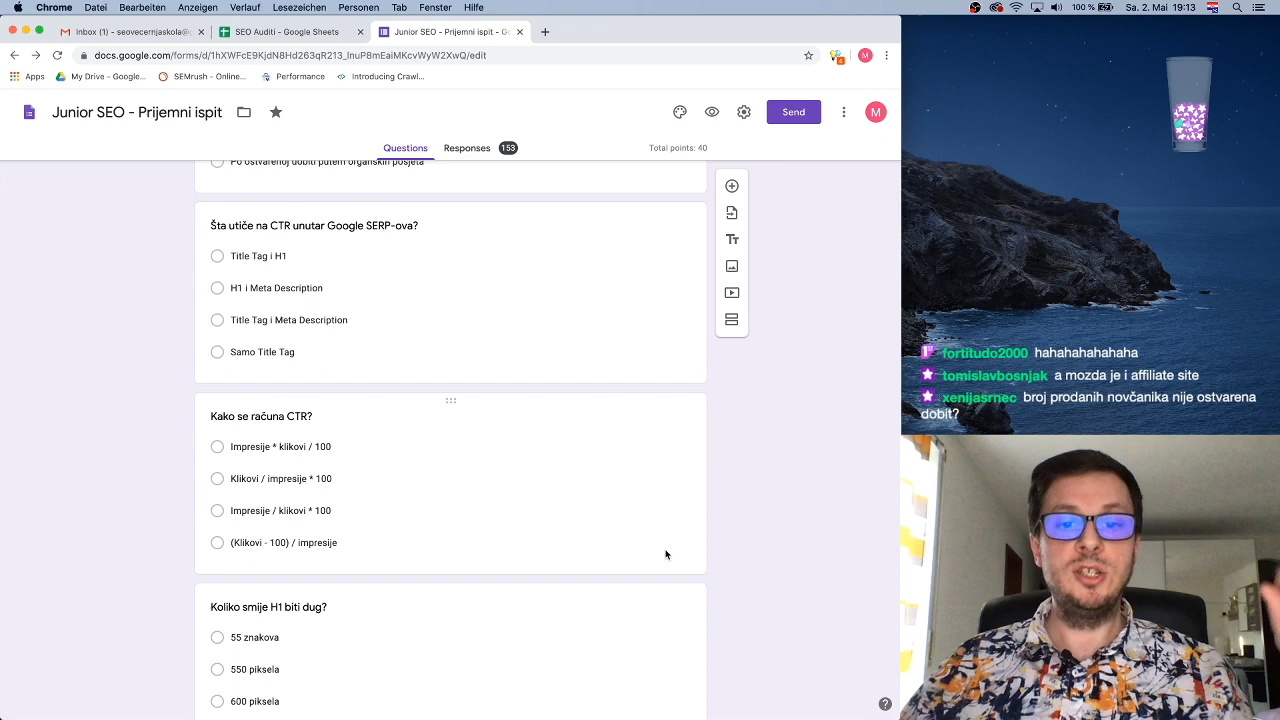 Chrome Datei Bearbeiten Anzeigen Verlauf Lesezeichen Personen Tab Fenster Hilfe 100 % Sa. 2. Mai 19:13
Inbox (1) - seovecernjaskola@
SEO Auditi - Google Sheets
Junior SEO - Prijemni ispit - G
docs.google.com/forms/d/1hXWFcE9KjdN8Hd263qR213_lnuP8mEaiMKcvWyW2XwQ/edit
4
M
Apps
My Drive - Google...
SEMrush - Online...
Performance
Introducing Crawl...
Junior SEO - Prijemni ispit
Send
M
Questions
Responses 153
Total points: 40
Po ostvarenoj dobiti putem organskih posjeta
Šta utiče na CTR unutar Google SERP-ova?
Title Tag i H1
H1 i Meta Description
Title Tag i Meta Description
Samo Title Tag
Kako se računa CTR?
Impresije * klikovi / 100
Klikovi / impresije * 100
Impresije / klikovi * 100
(Klikovi - 100) / impresije
Koliko smije H1 biti dug?
55 znakova
550 piksela
600 piksela
Tт
fortitudo2000 hahahahahahaha
tomislavbosnjak a mozda je i affiliate site
xenijasrnec broj prodanih novčanika nije ostvarena
dobit?